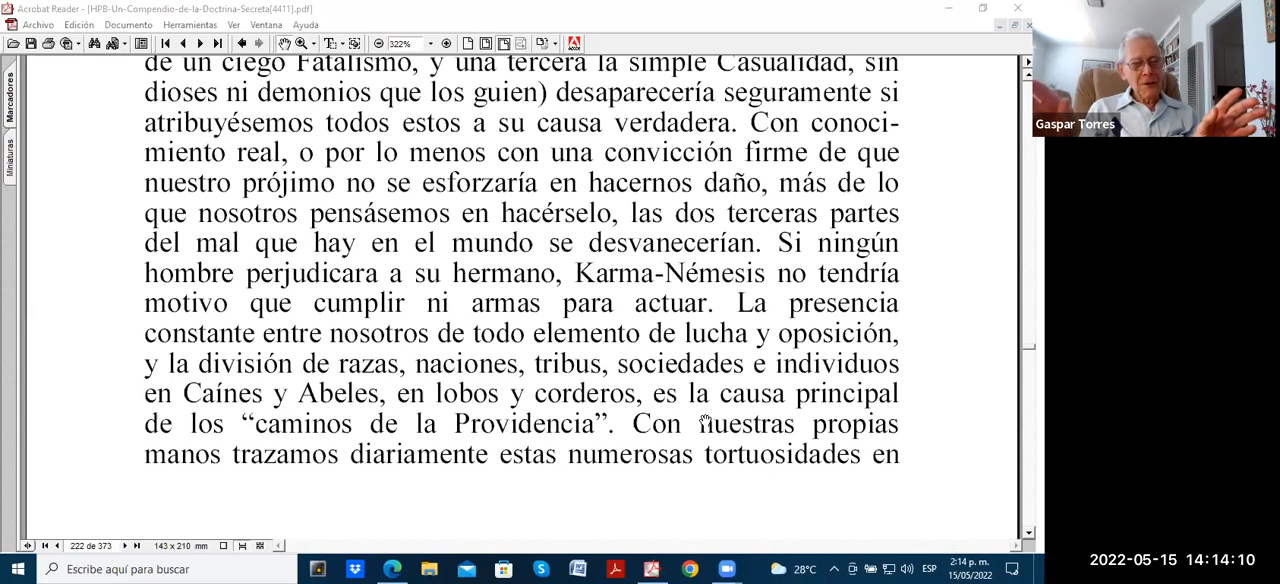 Acrobat Reader - [HPB-Un-Compendio-de-la-Doctrina-Secreta[4411].pdf]
Archivo Edición Documento Herramientas Ver Ventana Ayuda
322%
Marcadores
Miniaturas
de un ciego Fatalismo, y una tercera la simple Casualidad, sin
dioses ni demonios que los guien) desaparecería seguramente si
atribuyésemos todos estos a su causa verdadera. Con conoci-
miento real, o por lo menos con una convicción firme de que
nuestro prójimo no se esforzaría en hacernos daño, más de lo
que nosotros pensásemos en hacérselo, las dos terceras partes
del mal que hay en el mundo se desvanecerían. Si ningún
hombre perjudicara a su hermano, Karma-Némesis no tendría
motivo que cumplir ni armas para actuar. La presencia
constante entre nosotros de todo elemento de lucha y oposición,
y la división de razas, naciones, tribus, sociedades e individuos
en Caínes y Abeles, en lobos y corderos, es la causa principal
de los “caminos de la Providencia”. Con nuestras propias
manos trazamos diariamente estas numerosas tortuosidades en
Gaspar Torres
222 de 373
143 x 210 mm
Escribe aquí para buscar
28°C
ESP
2:14 p. m.
15/05/2022
2022-05-15 14:14:10